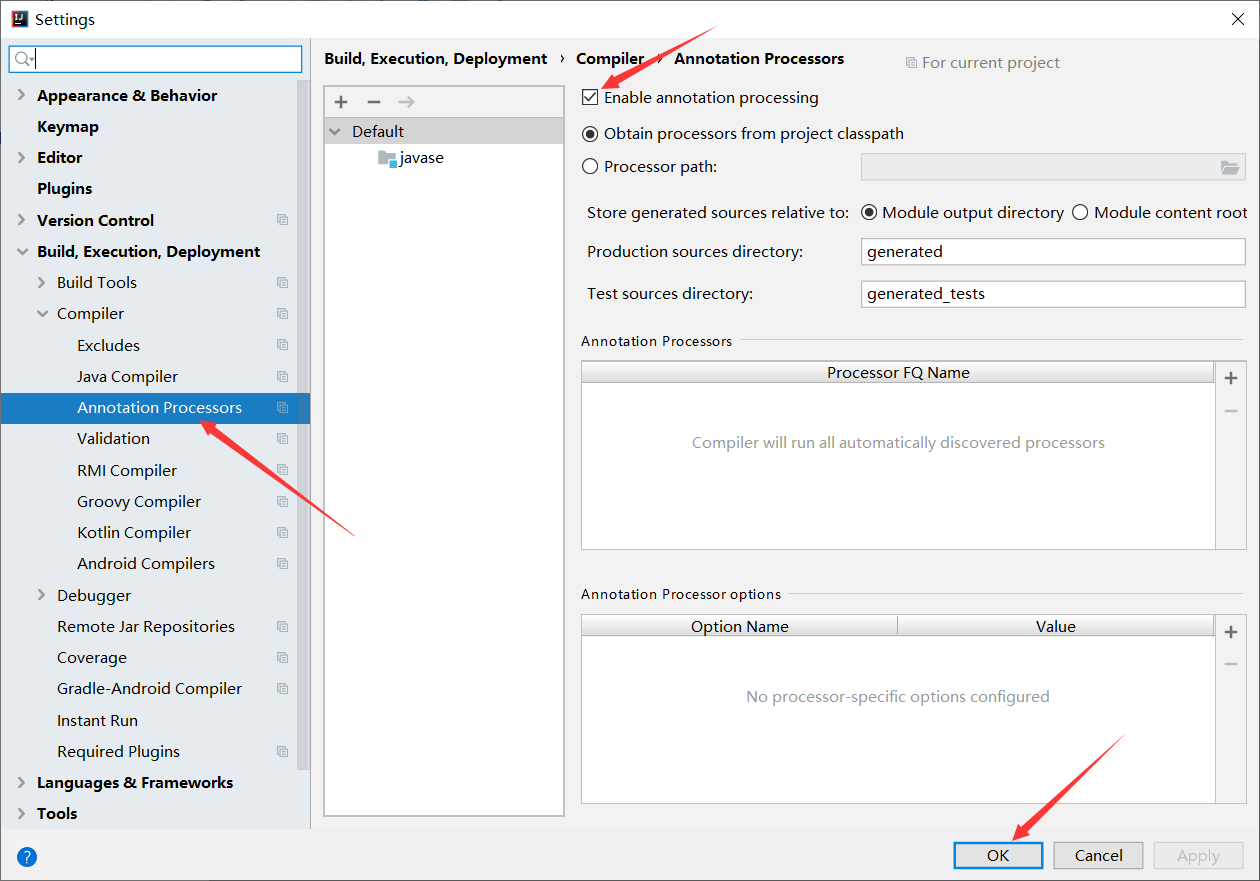 Settings
Appearance & Behavior
Keymap
Editor
Plugins
Version Control
Build, Execution, Deployment
Build Tools
Compiler
Excludes
Java Compiler
Annotation Processors
Validation
RMI Compiler
Groovy Compiler
Kotlin Compiler
Android Compilers
Debugger
Remote Jar Repositories
Coverage
Gradle-Android Compiler
Instant Run
Required Plugins
Languages & Frameworks
Tools
Build, Execution, Deployment › Compiler › Annotation Processors
For current project
Default
javase
Enable annotation processing
Obtain processors from project classpath
Processor path:
Store generated sources relative to: Module output directory Module content root
Production sources directory: generated
Test sources directory: generated_tests
Annotation Processors
Processor FQ Name
Compiler will run all automatically discovered processors
Annotation Processor options
Option Name Value
No processor-specific options configured
? OK Cancel Apply